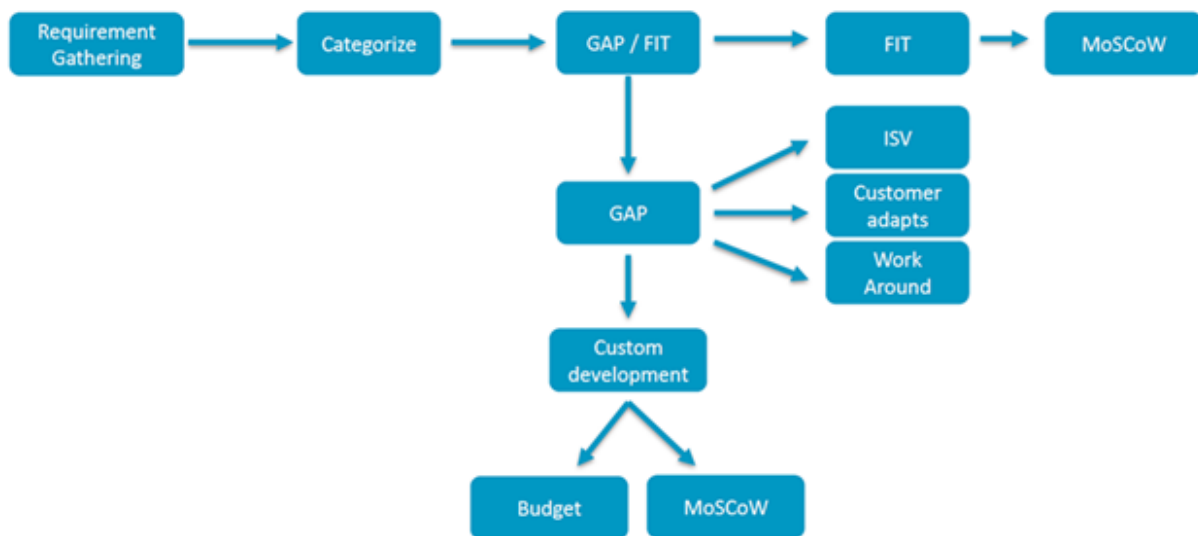 Requirement
Gathering
Categorize
GAP / FIT
FIT
MoSCoW
ISV
GAP
Customer
adapts
Work
Around
Custom
development
Budget
MoSCoW